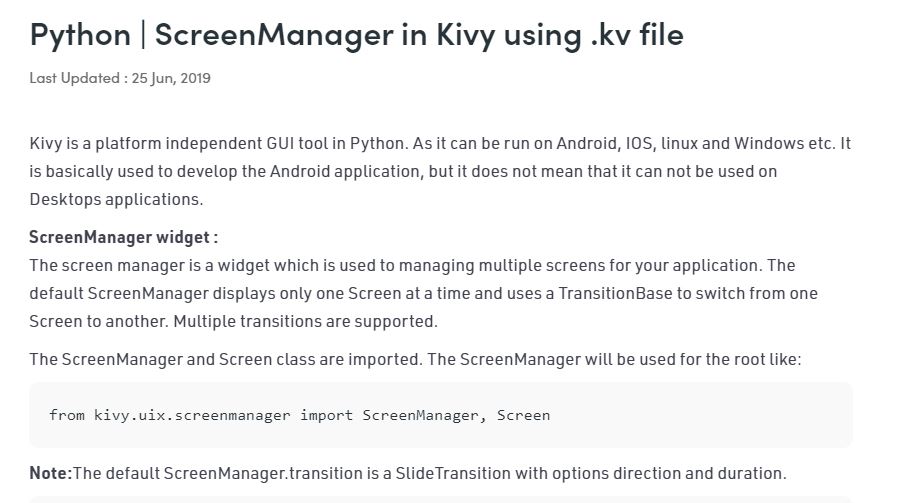 Python | ScreenManager in Kivy using .kv file
Last Updated : 25 Jun, 2019
Kivy is a platform independent GUI tool in Python. As it can be run on Android, IOS, linux and Windows etc. It
is basically used to develop the Android application, but it does not mean that it can not be used on
Desktops applications.
ScreenManager widget :
The screen manager is a widget which is used to managing multiple screens for your application. The
default ScreenManager displays only one Screen at a time and uses a TransitionBase to switch from one
Screen to another. Multiple transitions are supported.
The ScreenManager and Screen class are imported. The ScreenManager will be used for the root like:
from kivy.uix.screenmanager import ScreenManager, Screen
Note:The default ScreenManager.transition is a SlideTransition with options direction and duration.